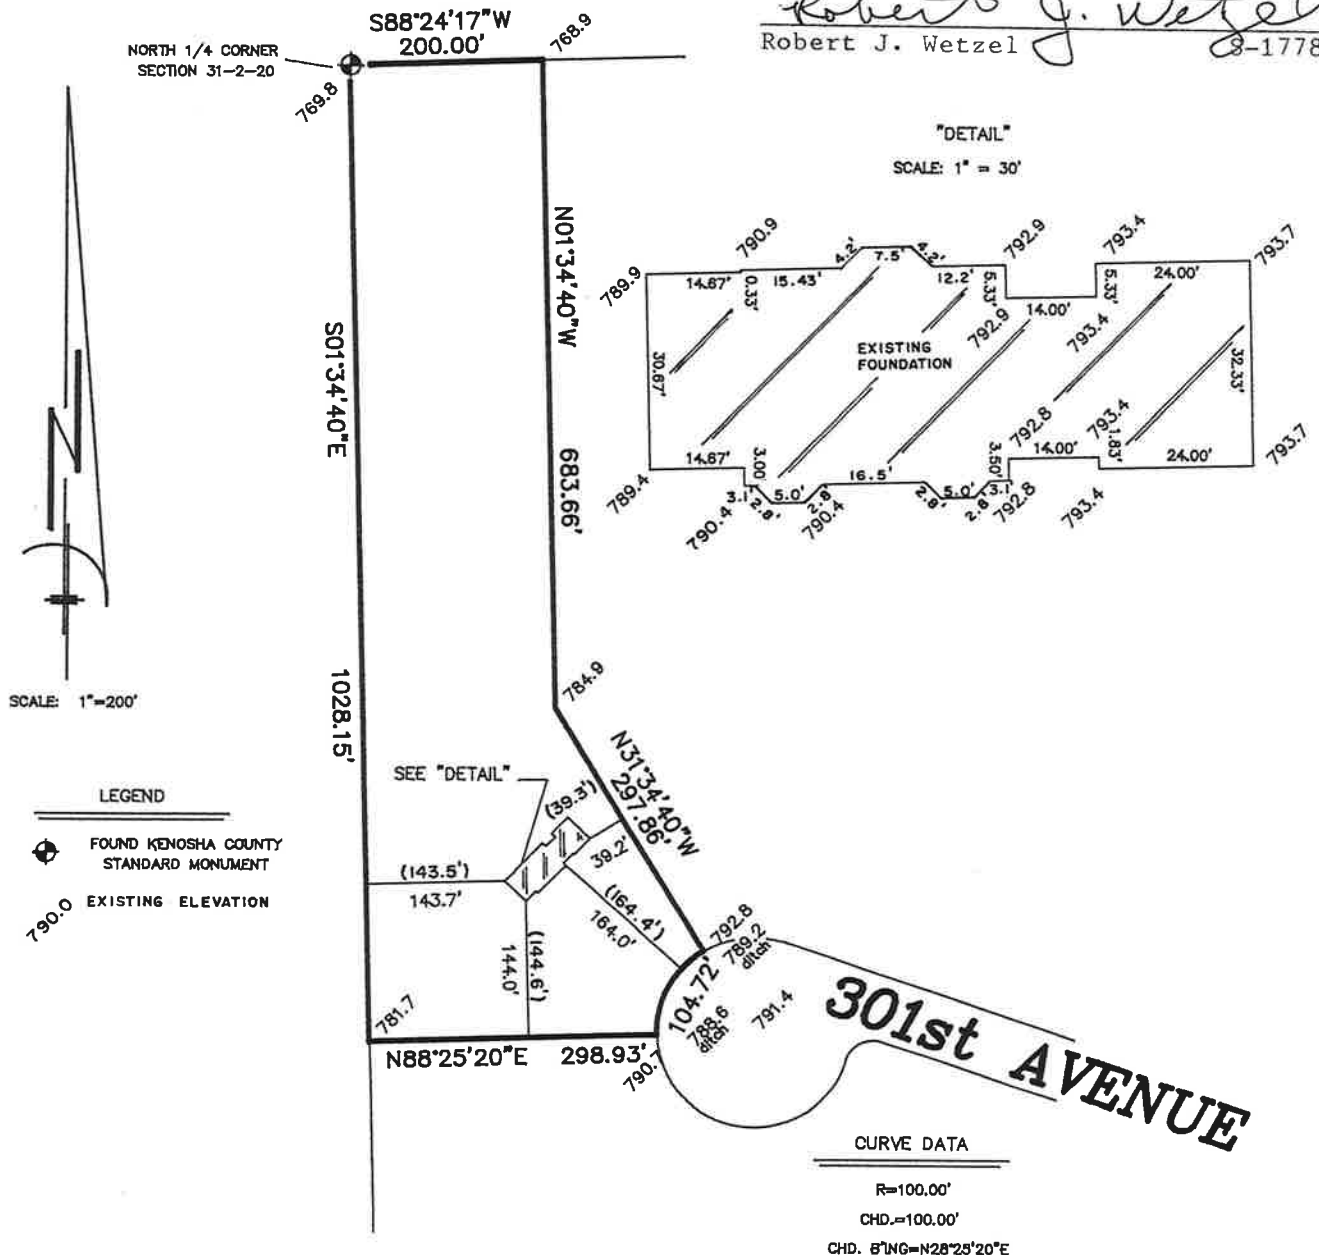 S88°24'17"W
200.00'
768.9
NORTH 1/4 CORNER
SECTION 31-2-20
769.8
Robert J. Wetzel
Robert J. Wetzel S-1778
"DETAIL"
SCALE: 1" = 30'
789.9
790.9
792.9
793.4
793.7
14.67'
0.33'
15.43'
4.2'
7.5'
4.2'
12.2'
5.33'
14.00'
5.33'
24.00'
792.9
793.4
EXISTING
FOUNDATION
30.67'
32.33'
792.8
793.4
14.67'
3.00'
3.1'
2.8'
5.0'
2.8'
16.5'
2.8'
5.0'
2.8'
3.1'
3.50'
14.00'
1.83'
24.00'
789.4
790.4
790.4
792.8
793.4
793.7
N01°34'40"W
683.66'
S01°34'40"E
1028.15'
SCALE: 1"=200'
784.9
N31°34'40"W
297.86'
SEE "DETAIL"
(39.3')
39.2'
(143.5')
143.7'
(164.4')
164.0'
(144.6')
144.0'
LEGEND
FOUND KENOSHA COUNTY
STANDARD MONUMENT
790.0 EXISTING ELEVATION
792.8
789.2
ditch
104.72'
788.6
ditch
791.4
781.7
N88°25'20"E 298.93'
790.7
301st AVENUE
CURVE DATA
R=100.00'
CHD.=100.00'
CHD. B'ING=N28°25'20"E